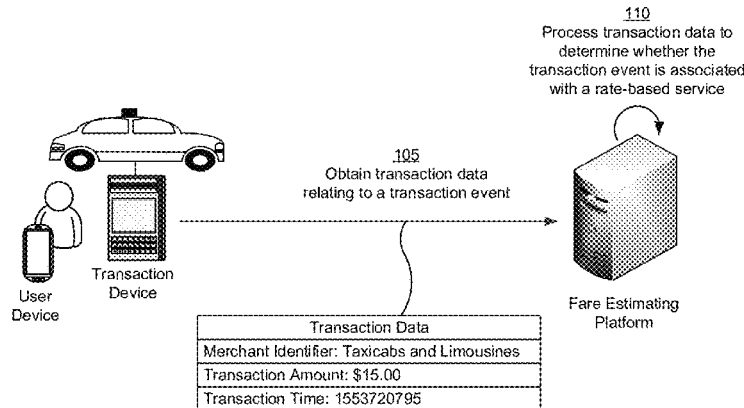 110
Process transaction data to
determine whether the
transaction event is associated
with a rate-based service
105
Obtain transaction data
relating to a transaction event
Transaction
Device
User
Device
Fare Estimating
Platform
Transaction Data
Merchant Identifier: Taxicabs and Limousines
Transaction Amount: $15.00
Transaction Time: 1553720795